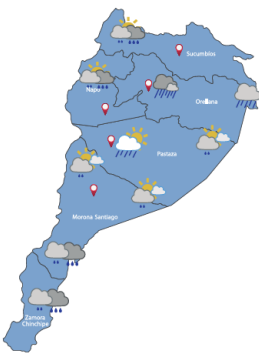 Sucumbíos
Napo
Orellana
Pastaza
Morona Santiago
Zamora
Chinchipe